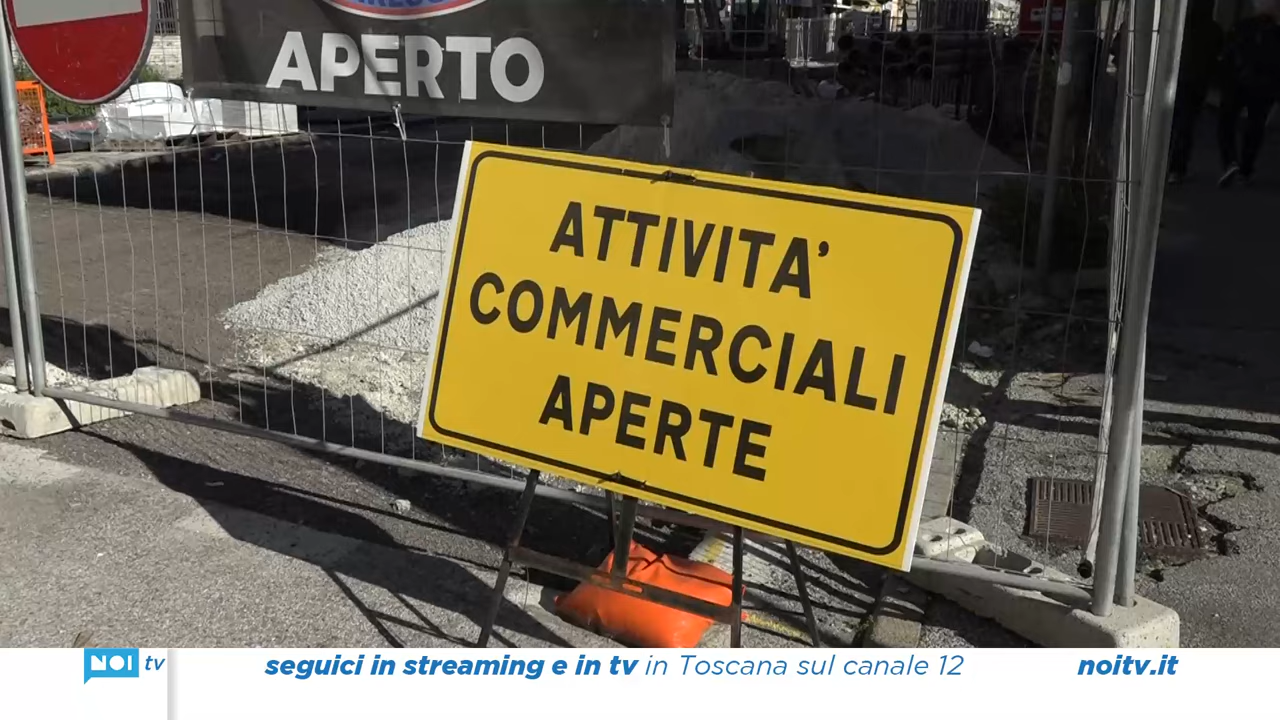 APERTO
ATTIVITA'
COMMERCIALI
APERTE
NOI tv
seguici in streaming e in tv in Toscana sul canale 12
noitv.it